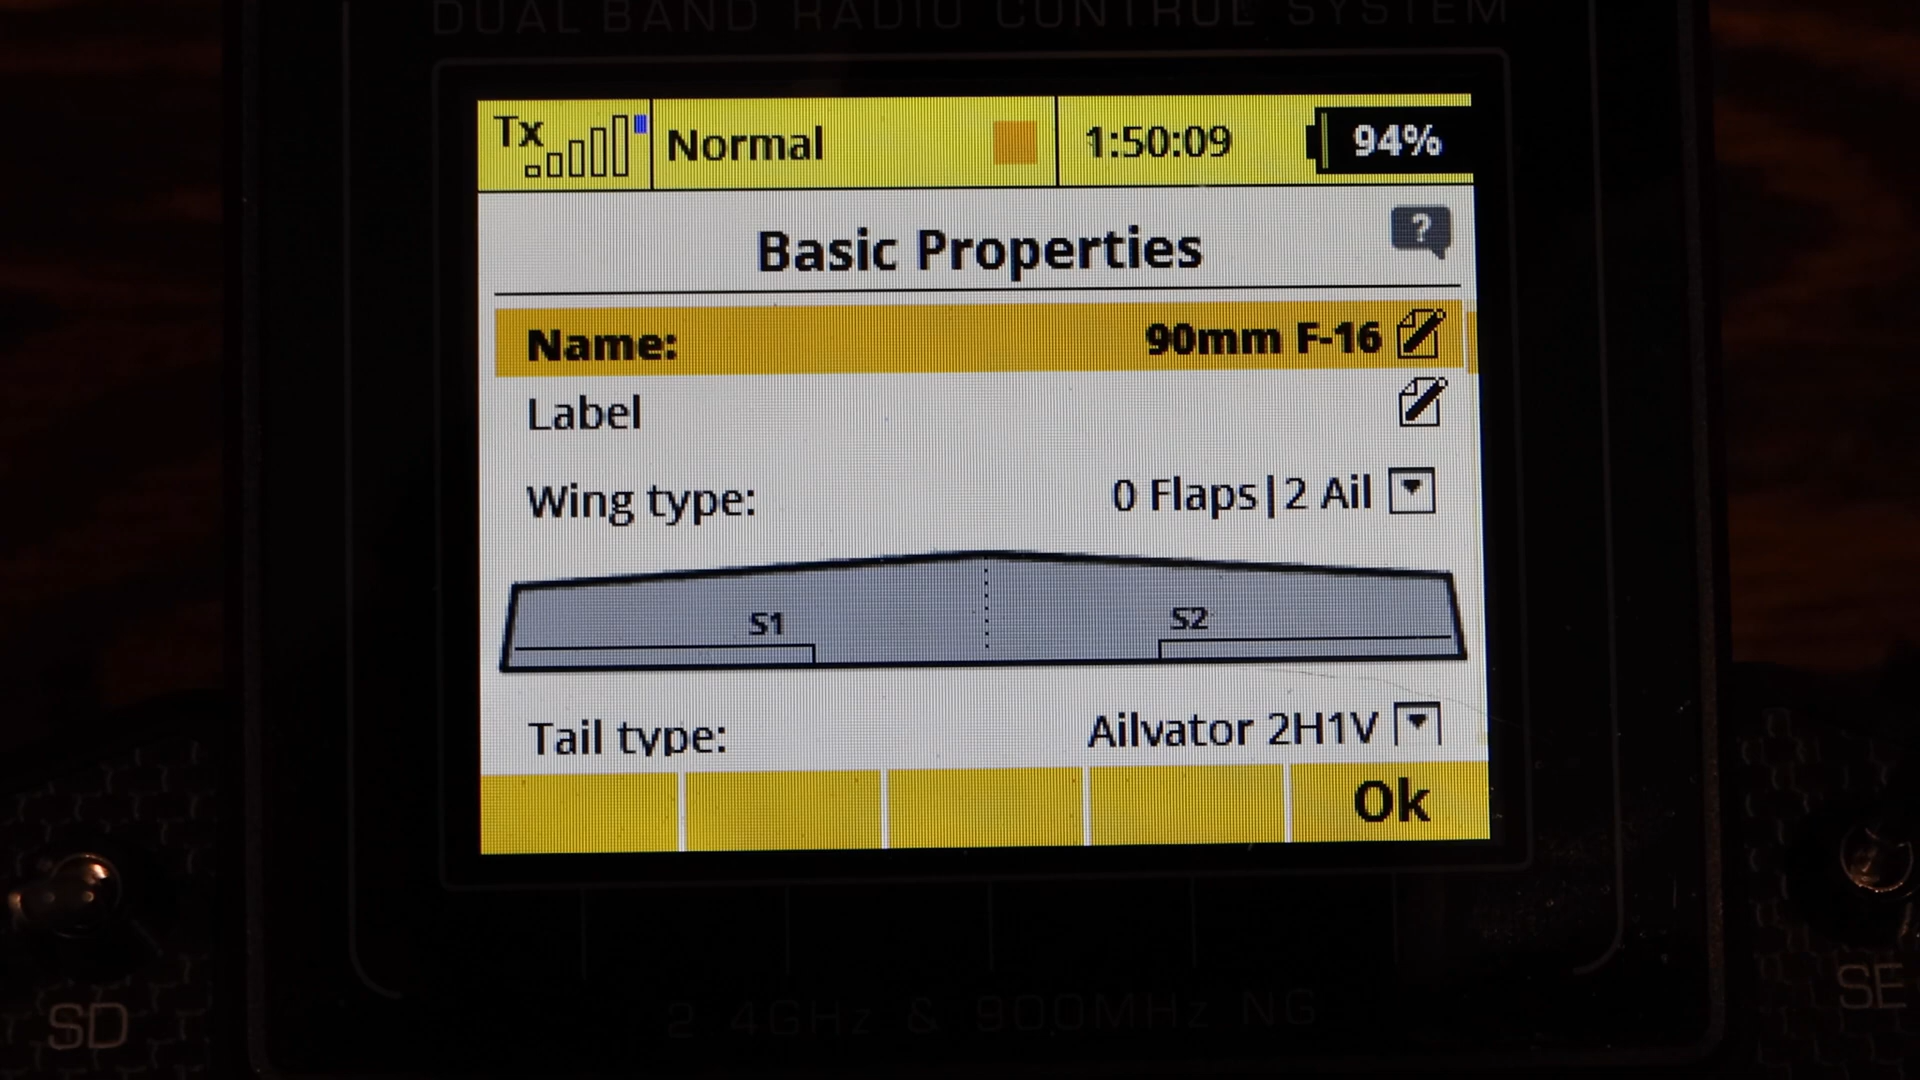 DUAL BAND RADIO CONTROL SYSTEM
Tx Normal 1:50:09 94%
Basic Properties ?
Name: 90mm F-16
Label
Wing type: 0 Flaps|2 Ail
S1 S2
Tail type: Ailvator 2H1V
Ok
SD SE
2.4GHz & 900MHz NG